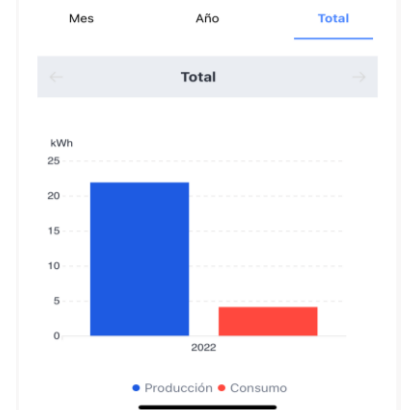 Mes Año Total
← Total →
kWh
25
20
15
10
5
0
2022
Producción Consumo